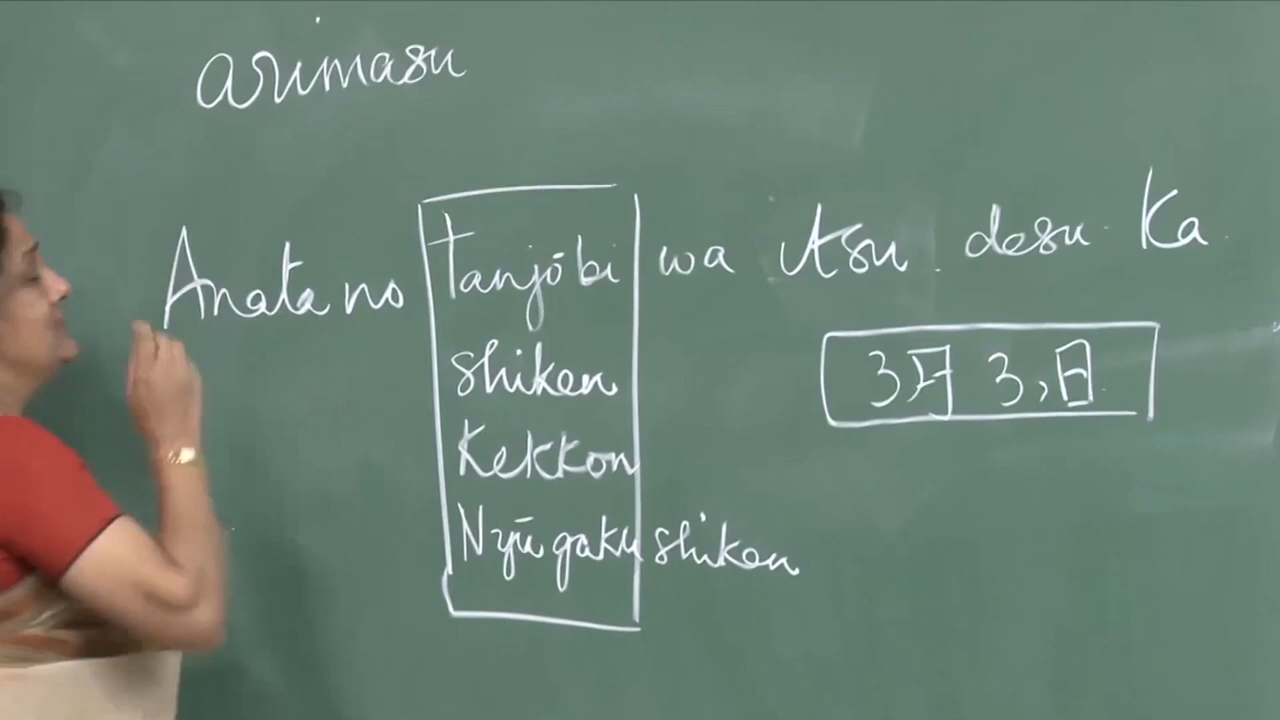 arimasu
Anata no tanjōbi wa itsu desu ka
shiken
Kekkon
Nyūgaku shiken
3月 3,日